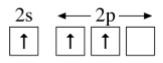 2s ← 2p →
↑ ↑ ↑